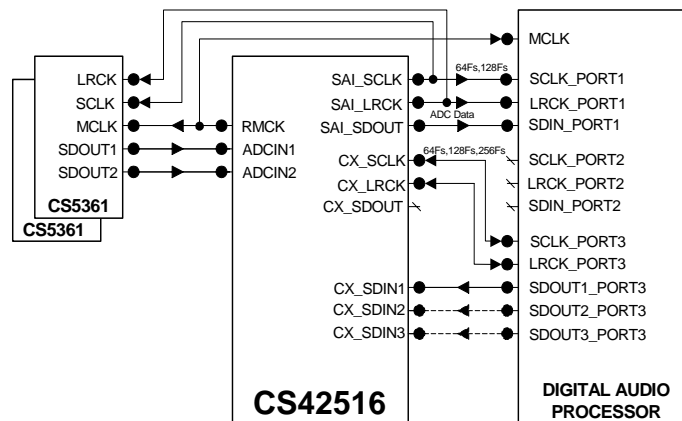 LRCK
SCLK
MCLK
SDOUT1
SDOUT2
CS5361
CS5361
RMCK
ADCIN1
ADCIN2
SAI_SCLK
SAI_LRCK
SAI_SDOUT
CX_SCLK
CX_LRCK
CX_SDOUT
CX_SDIN1
CX_SDIN2
CX_SDIN3
CS42516
64Fs,128Fs
ADC Data
64Fs,128Fs,256Fs
MCLK
SCLK_PORT1
LRCK_PORT1
SDIN_PORT1
SCLK_PORT2
LRCK_PORT2
SDIN_PORT2
SCLK_PORT3
LRCK_PORT3
SDOUT1_PORT3
SDOUT2_PORT3
SDOUT3_PORT3
DIGITAL AUDIO
PROCESSOR